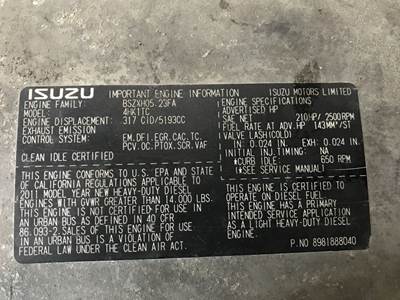 ISUZU IMPORTANT ENGINE INFORMATION ISUZU MOTORS LIMITED
ENGINE FAMILY: BSZXH05.23FA
MODEL: 4HK1TC
ENGINE DISPLACEMENT: 317 CID/5193CC
EXHAUST EMISSION
CONTROL SYSTEM: EM.DFI.EGR.CAC.TC.
PCV.OC.PTOX.SCR.VAF
CLEAN IDLE CERTIFIED
ENGINE SPECIFICATIONS
ADVERTISED HP
SAE NET 210HP/ 2500RPM
FUEL RATE AT ADV.HP 143MM³/ST
VALVE LASH(COLD)
IN. 0.024 IN. EXH: 0.024 IN.
INITIAL INJ. TIMING: NA
*CURB IDLE: 650 RPM
(*SEE SERVICE MANUAL)
THIS ENGINE CONFORMS TO U.S. EPA AND STATE
OF CALIFORNIA REGULATIONS APPLICABLE TO
2011 MODEL YEAR NEW HEAVY-DUTY DIESEL
ENGINES WITH GVWR GREATER THAN 14,000 LBS.
THIS ENGINE IS NOT CERTIFIED FOR USE IN
AN URBAN BUS AS DEFINED IN 40 CFR
86.093-2. SALES OF THIS ENGINE FOR USE
IN AN URBAN BUS IS A VIOLATION OF
FEDERAL LAW UNDER THE CLEAN AIR ACT.
THIS ENGINE IS CERTIFIED TO
OPERATE ON DIESEL FUEL.
THIS ENGINE HAS A PRIMARY
INTENDED SERVICE APPLICATION
AS A LIGHT HEAVY-DUTY DIESEL
ENGINE.
P.NO 8981888040